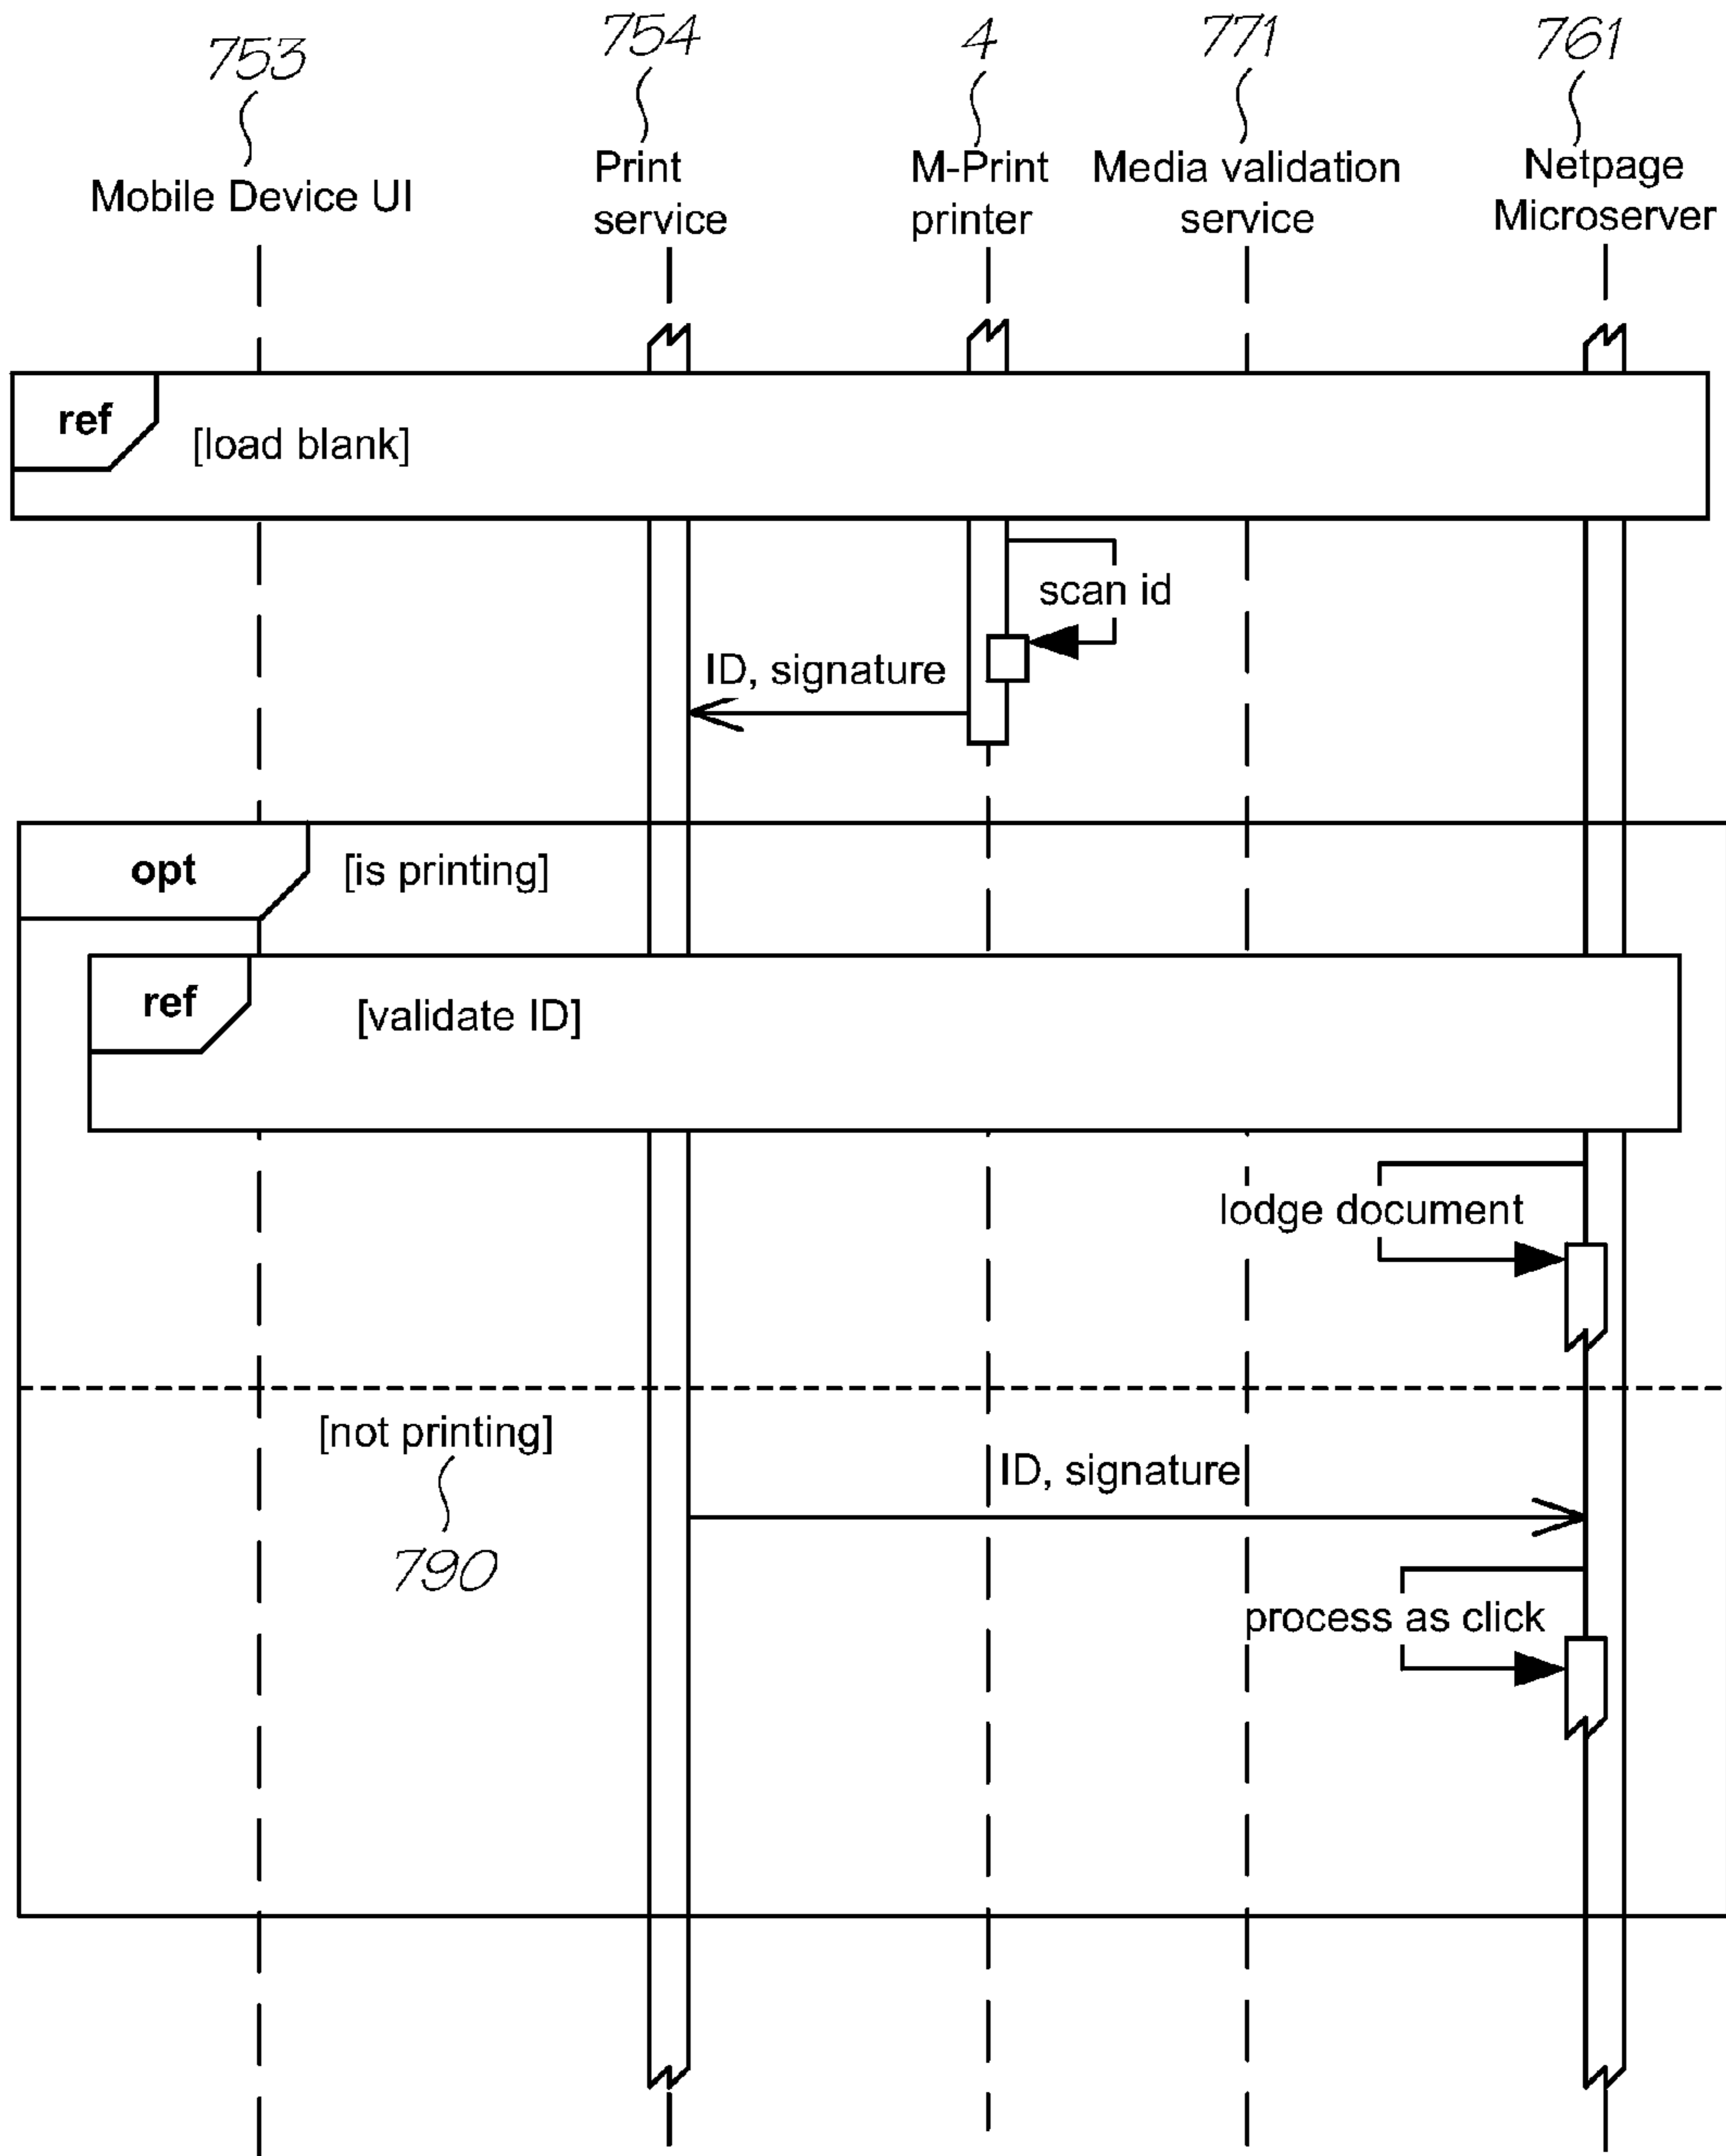 753
754
4
771
761
Mobile Device UI
Print
service
M-Print
printer
Media validation
service
Netpage
Microserver
ref
[load blank]
scan id
ID, signature
opt
[is printing]
ref
[validate ID]
lodge document
[not printing]
ID, signature
790
process as click